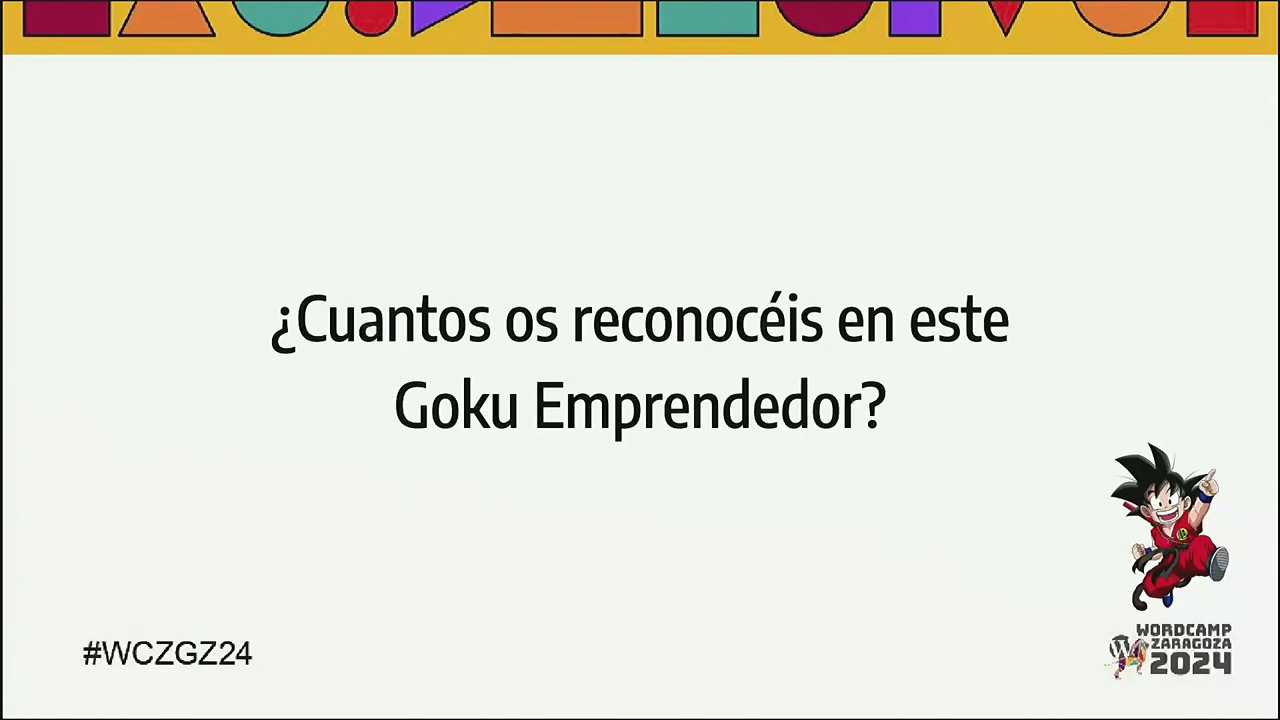 ¿Cuantos os reconocéis en este
Goku Emprendedor?
#WCZGZ24
WORDCAMP
ZARAGOZA
2024